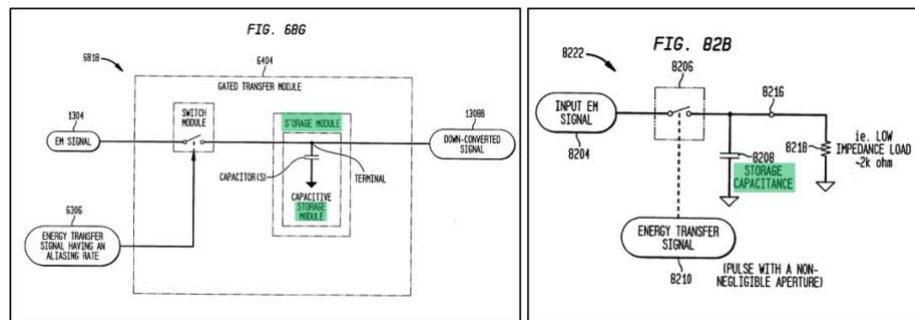 FIG. 68G
6818
6404
GATED TRANSFER MODULE
1304
EM SIGNAL
SWITCH
MODULE
STORAGE MODULE
1308B
DOWN-CONVERTED
SIGNAL
CAPACITOR(S)
TERMINAL
CAPACITIVE
STORAGE
MODULE
6306
ENERGY TRANSFER
SIGNAL HAVING AN
ALIASING RATE
FIG. 82B
8222
8206
8216
INPUT EM
SIGNAL
8204
8208
STORAGE
CAPACITANCE
8218
ie. LOW
IMPEDANCE LOAD
~2k ohm
ENERGY TRANSFER
SIGNAL
8210
(PULSE WITH A NON-
NEGLIGIBLE APERTURE)